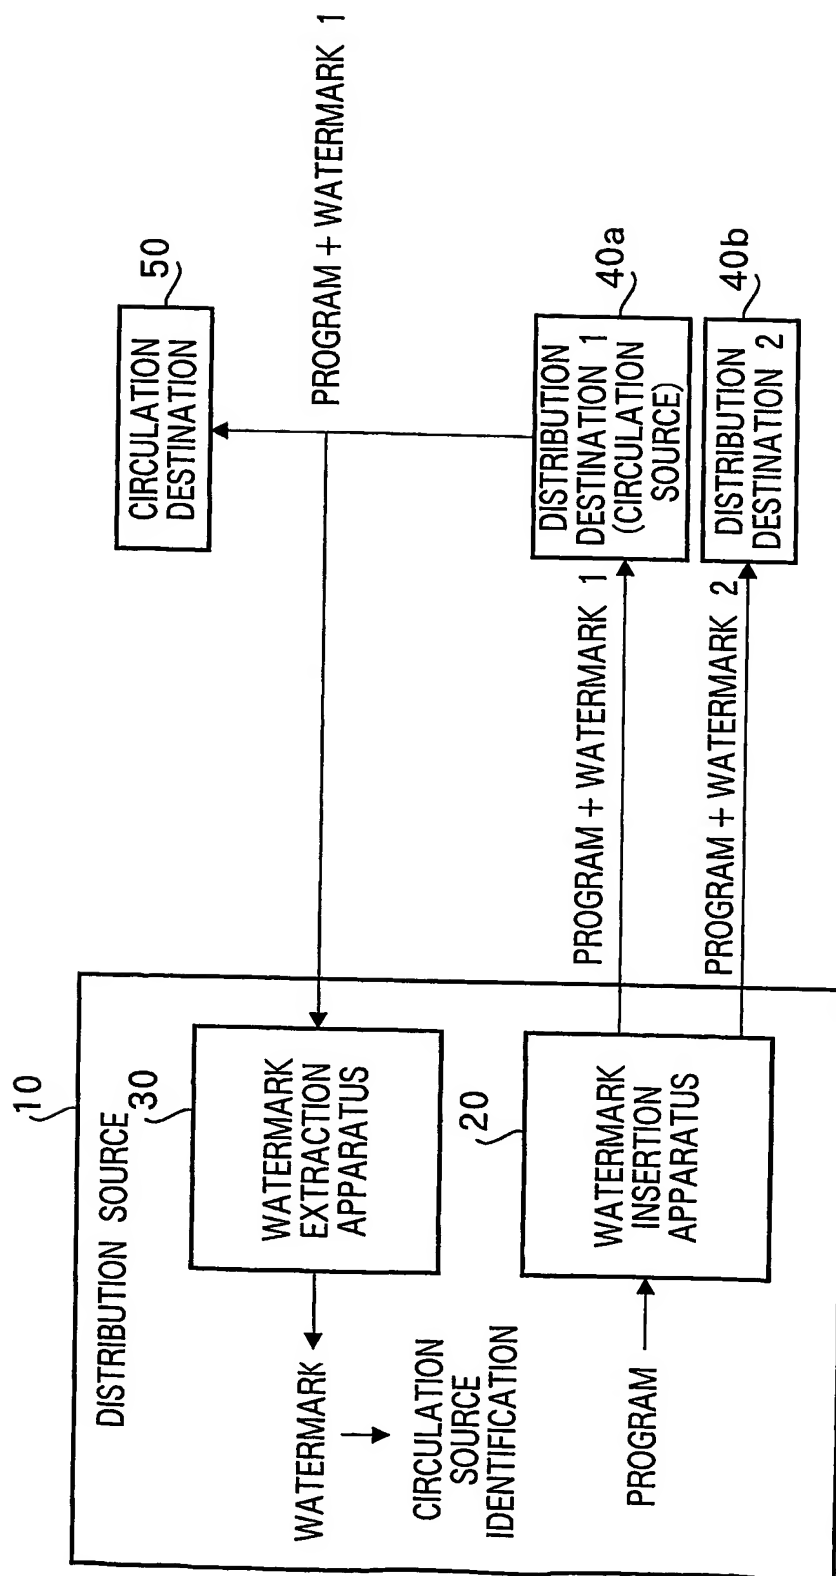 10
DISTRIBUTION SOURCE
30
WATERMARK
EXTRACTION
APPARATUS
WATERMARK
CIRCULATION
SOURCE
IDENTIFICATION
20
WATERMARK
INSERTION
APPARATUS
PROGRAM
PROGRAM + WATERMARK 1
PROGRAM + WATERMARK 2
50
CIRCULATION
DESTINATION
PROGRAM + WATERMARK 1
40a
DISTRIBUTION
DESTINATION 1
(CIRCULATION
SOURCE)
40b
DISTRIBUTION
DESTINATION 2